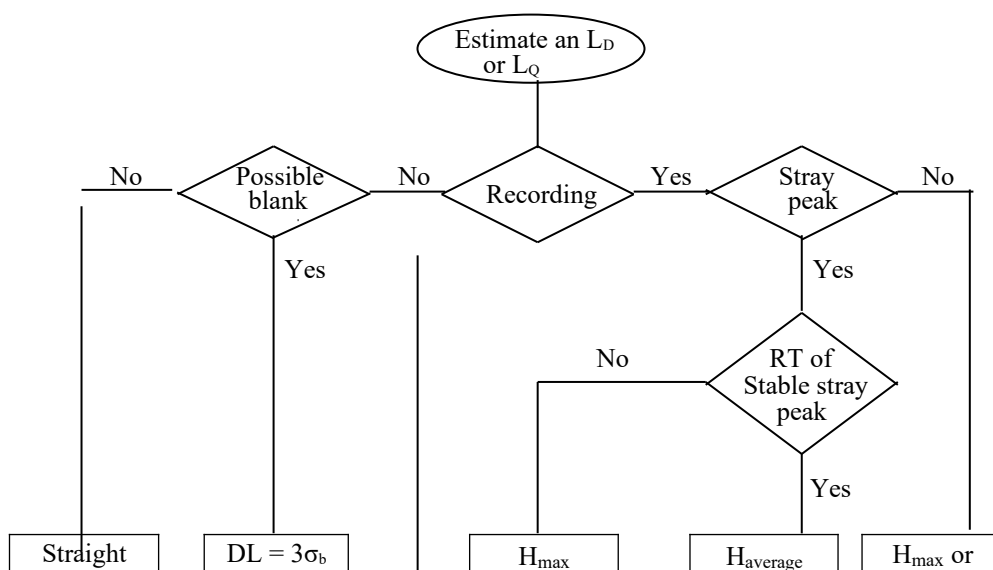 Estimate an L_D
or L_Q
No
Possible
blank
No
Recording
Yes
Stray
peak
No
Yes
Yes
No
RT of
Stable stray
peak
Yes
Straight
DL = 3σ_b
H_max
H_average
H_max or